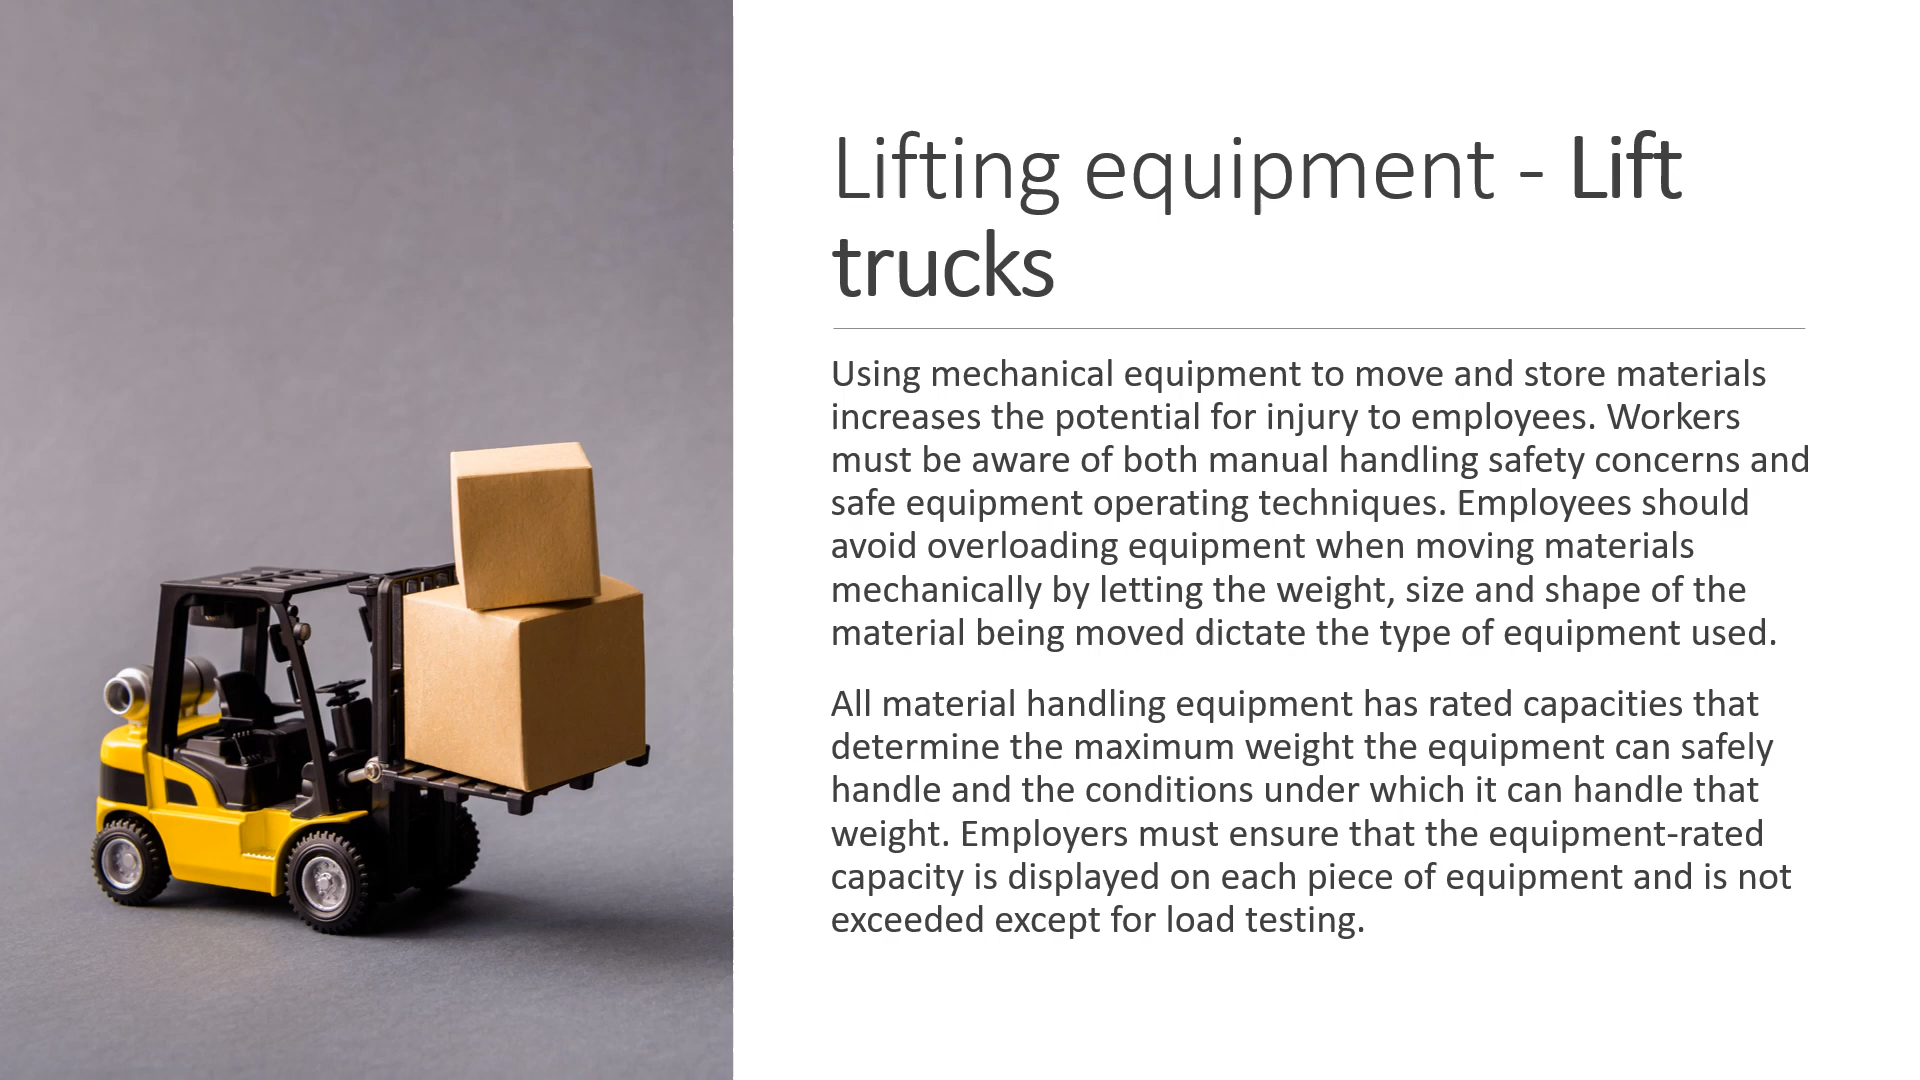 Lifting equipment - Lift
trucks
Using mechanical equipment to move and store materials
increases the potential for injury to employees. Workers
must be aware of both manual handling safety concerns and
safe equipment operating techniques. Employees should
avoid overloading equipment when moving materials
mechanically by letting the weight, size and shape of the
material being moved dictate the type of equipment used.
All material handling equipment has rated capacities that
determine the maximum weight the equipment can safely
handle and the conditions under which it can handle that
weight. Employers must ensure that the equipment-rated
capacity is displayed on each piece of equipment and is not
exceeded except for load testing.